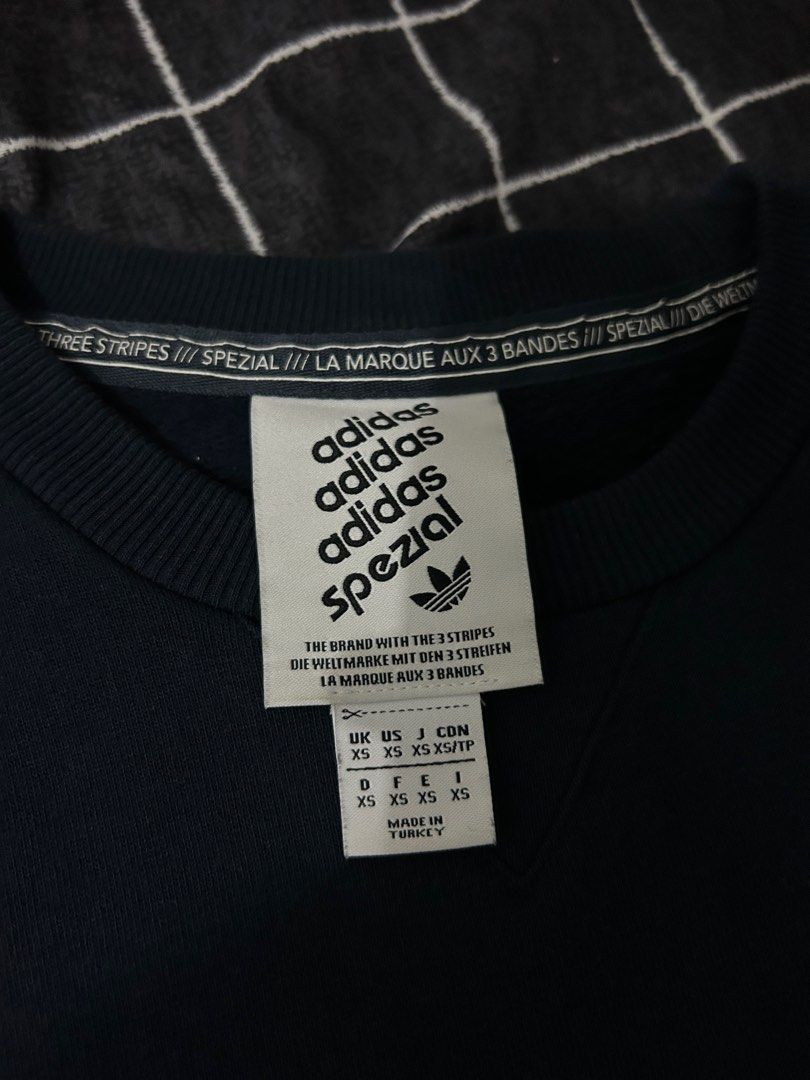 THREE STRIPES /// SPEZIAL /// LA MARQUE AUX 3 BANDES /// SPEZIAL /// DIE
adidas
adidas
adidas
spezial
THE BRAND WITH THE 3 STRIPES
DIE WELTMARKE MIT DEN 3 STREIFEN
LA MARQUE AUX 3 BANDES
UK US J CDN
XS XS XS XS/TP
D F E I
XS XS XS XS
MADE IN
TURKEY